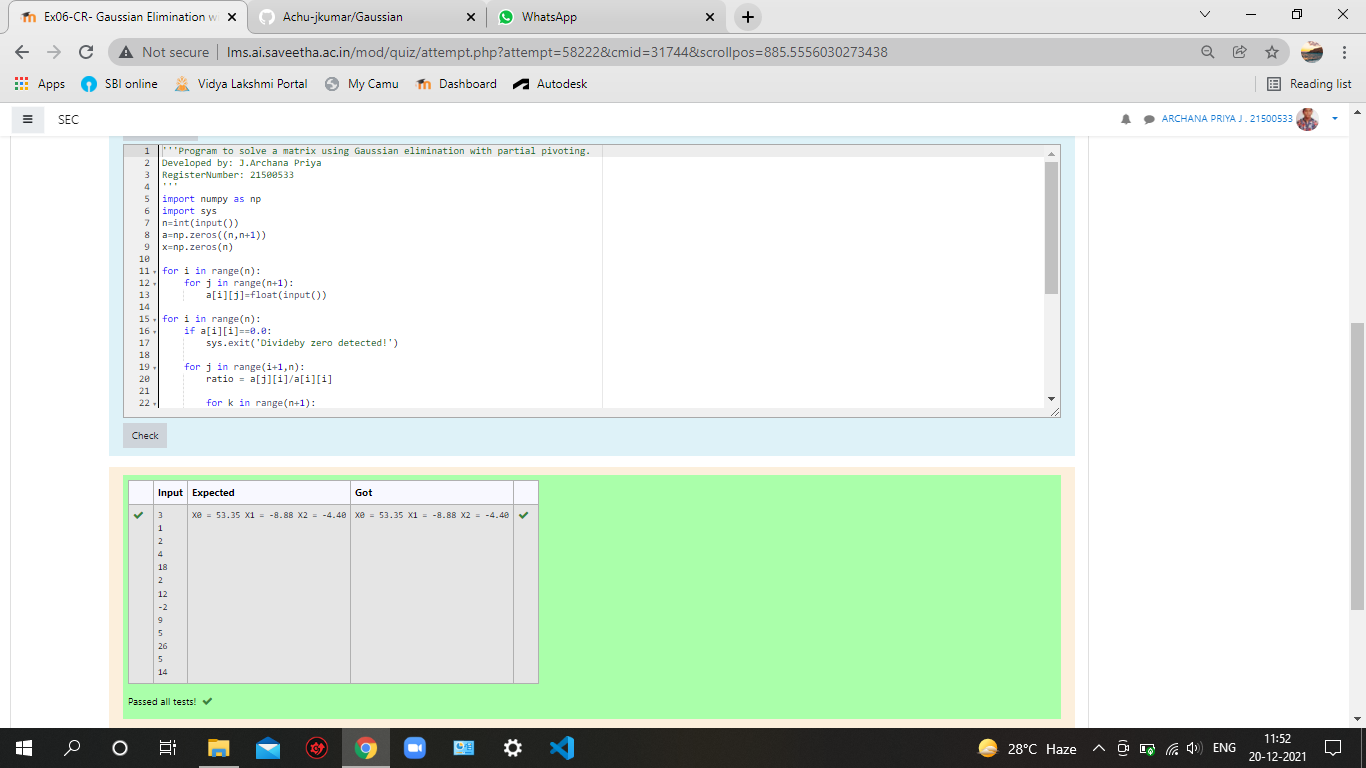 Ex06-CR- Gaussian Elimination w
Achu-jkumar/Gaussian
WhatsApp
Not secure | lms.ai.saveetha.ac.in/mod/quiz/attempt.php?attempt=58222&cmid=31744&scrollpos=885.5556030273438
Apps SBI online Vidya Lakshmi Portal My Camu Dashboard Autodesk Reading list
SEC ARCHANA PRIYA J . 21500533
1 '''Program to solve a matrix using Gaussian elimination with partial pivoting.
2 Developed by: J.Archana Priya
3 RegisterNumber: 21500533
4 '''
5 import numpy as np
6 import sys
7 n=int(input())
8 a=np.zeros((n,n+1))
9 x=np.zeros(n)
10
11 for i in range(n):
12 for j in range(n+1):
13 a[i][j]=float(input())
14
15 for i in range(n):
16 if a[i][i]==0.0:
17 sys.exit('Divideby zero detected!')
18
19 for j in range(i+1,n):
20 ratio = a[j][i]/a[i][i]
21
22 for k in range(n+1):
Check
Input Expected Got
3 X0 = 53.35 X1 = -8.88 X2 = -4.40 X0 = 53.35 X1 = -8.88 X2 = -4.40
1
2
4
18
2
12
-2
9
5
26
5
14
Passed all tests!
28°C Haze ENG 11:52
20-12-2021